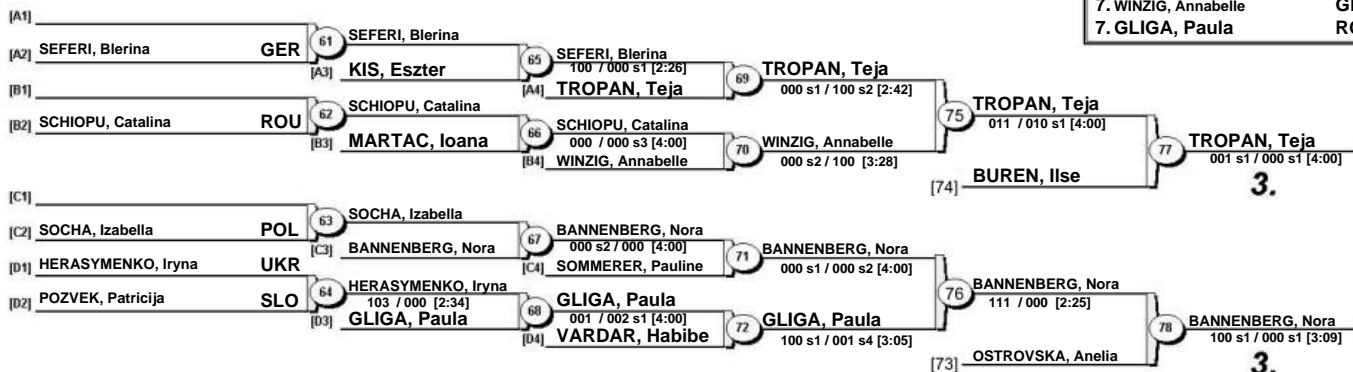 7. WINZIG, Annabelle
7. GLIGA, Paula
[A1]
[A2] SEFERI, Blerina GER
61
SEFERI, Blerina
[A3] KIS, Eszter
65
SEFERI, Blerina
100 / 000 s1 [2:26]
[A4] TROPAN, Teja
69
TROPAN, Teja
000 s1 / 100 s2 [2:42]
[B1]
[B2] SCHIOPU, Catalina ROU
62
SCHIOPU, Catalina
[B3] MARTAC, Ioana
66
SCHIOPU, Catalina
000 / 000 s3 [4:00]
[B4] WINZIG, Annabelle
70
WINZIG, Annabelle
000 s2 / 100 [3:28]
75
TROPAN, Teja
011 / 010 s1 [4:00]
[74] BUREN, Ilse
77
TROPAN, Teja
001 s1 / 000 s1 [4:00]
3.
[C1]
[C2] SOCHA, Izabella POL
63
SOCHA, Izabella
[C3] BANNENBERG, Nora
67
BANNENBERG, Nora
000 s2 / 000 [4:00]
[C4] SOMMERER, Pauline
71
BANNENBERG, Nora
000 s1 / 000 s2 [4:00]
[D1] HERASYMENKO, Iryna UKR
[D2] POZVEK, Patricija SLO
64
HERASYMENKO, Iryna
103 / 000 [2:34]
[D3] GLIGA, Paula
68
GLIGA, Paula
001 / 002 s1 [4:00]
[D4] VARDAR, Habibe
72
GLIGA, Paula
100 s1 / 001 s4 [3:05]
76
BANNENBERG, Nora
111 / 000 [2:25]
[73] OSTROVSKA, Anelia
78
BANNENBERG, Nora
100 s1 / 000 s1 [3:09]
3.